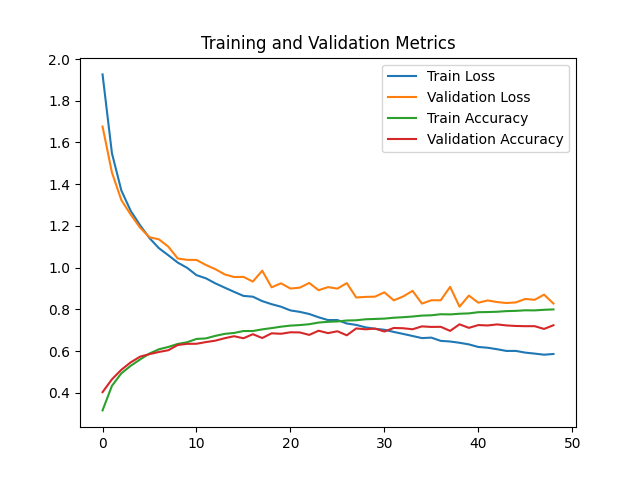 Training and Validation Metrics
Train Loss
Validation Loss
Train Accuracy
Validation Accuracy
2.0
1.8
1.6
1.4
1.2
1.0
0.8
0.6
0.4
0 10 20 30 40 50